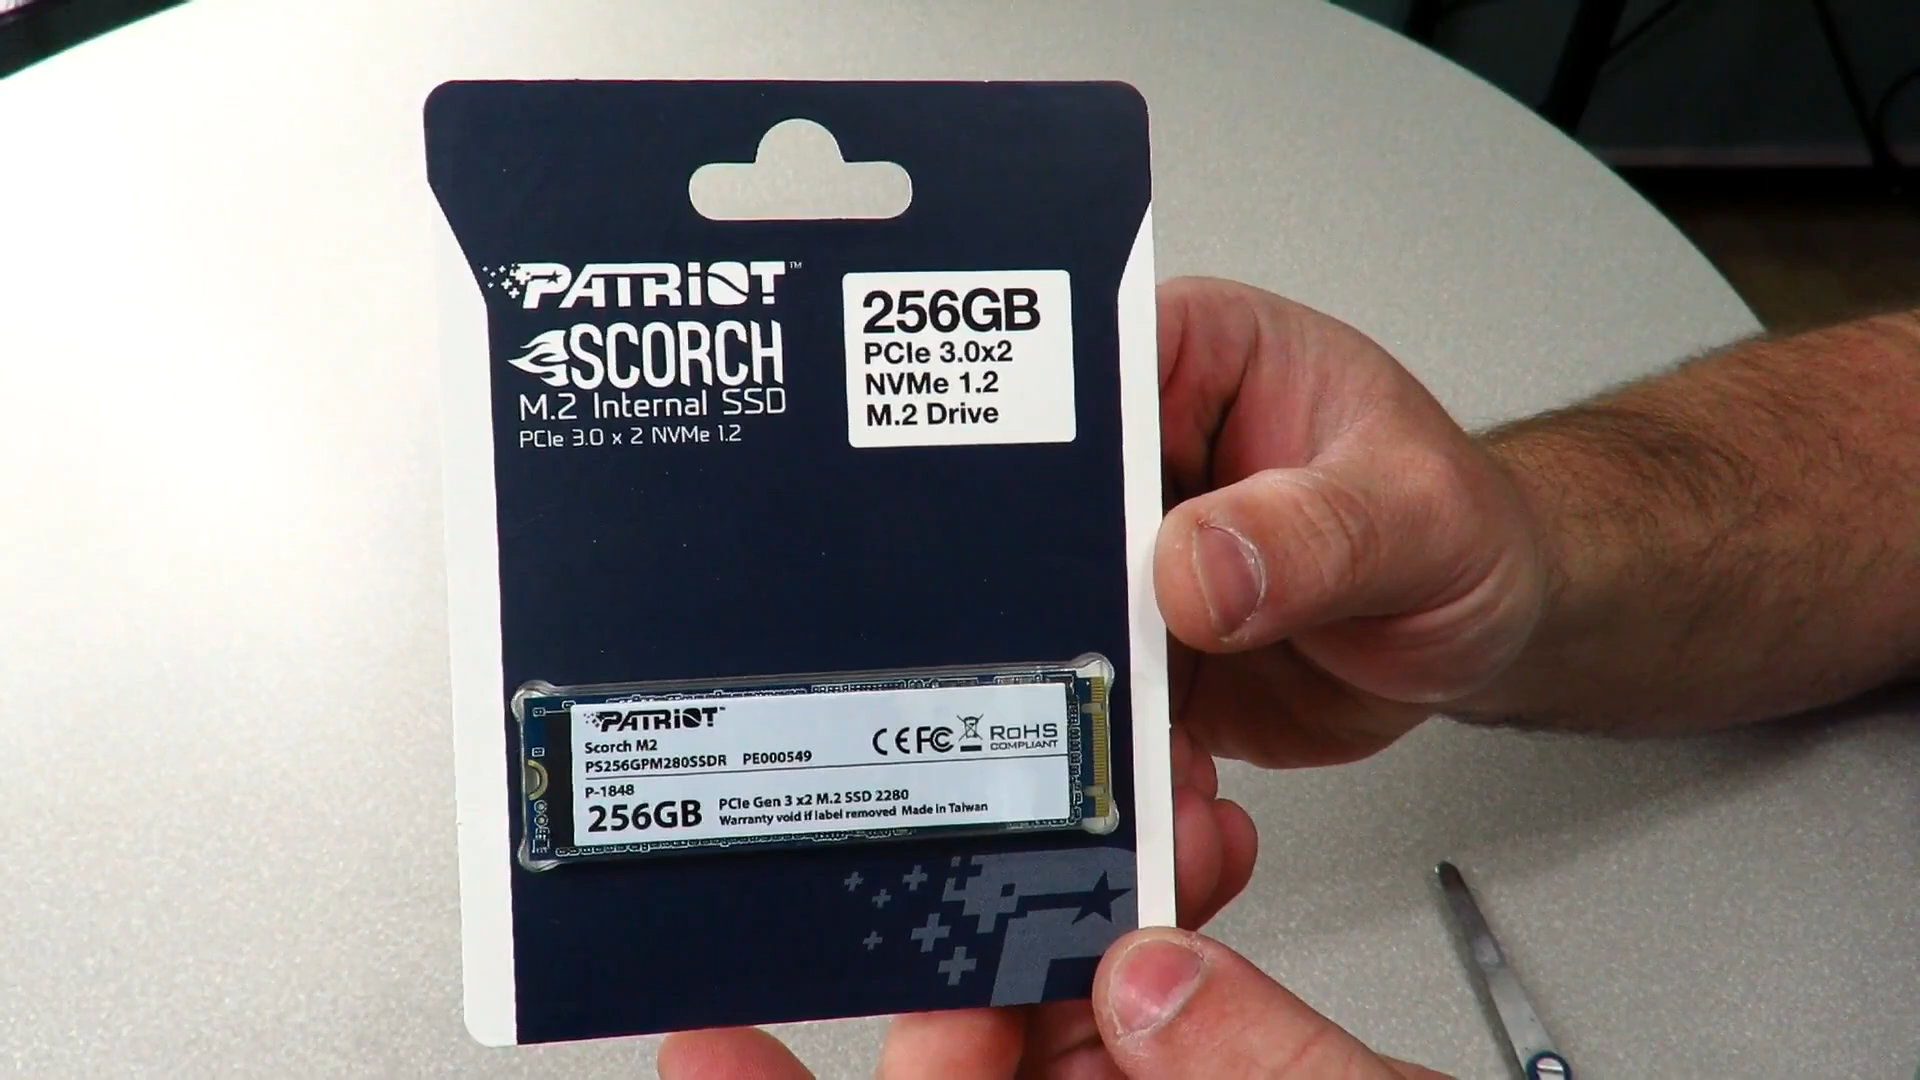 PATRiOT™
SCORCH
M.2 Internal SSD
PCIe 3.0 x 2 NVMe 1.2
256GB
PCIe 3.0x2
NVMe 1.2
M.2 Drive
PATRiOT™
Scorch M2
PS256GPM280SSDR PE000549
CE FC RoHS
COMPLIANT
P-1848
256GB PCIe Gen 3 x2 M.2 SSD 2280
Warranty void if label removed Made in Taiwan